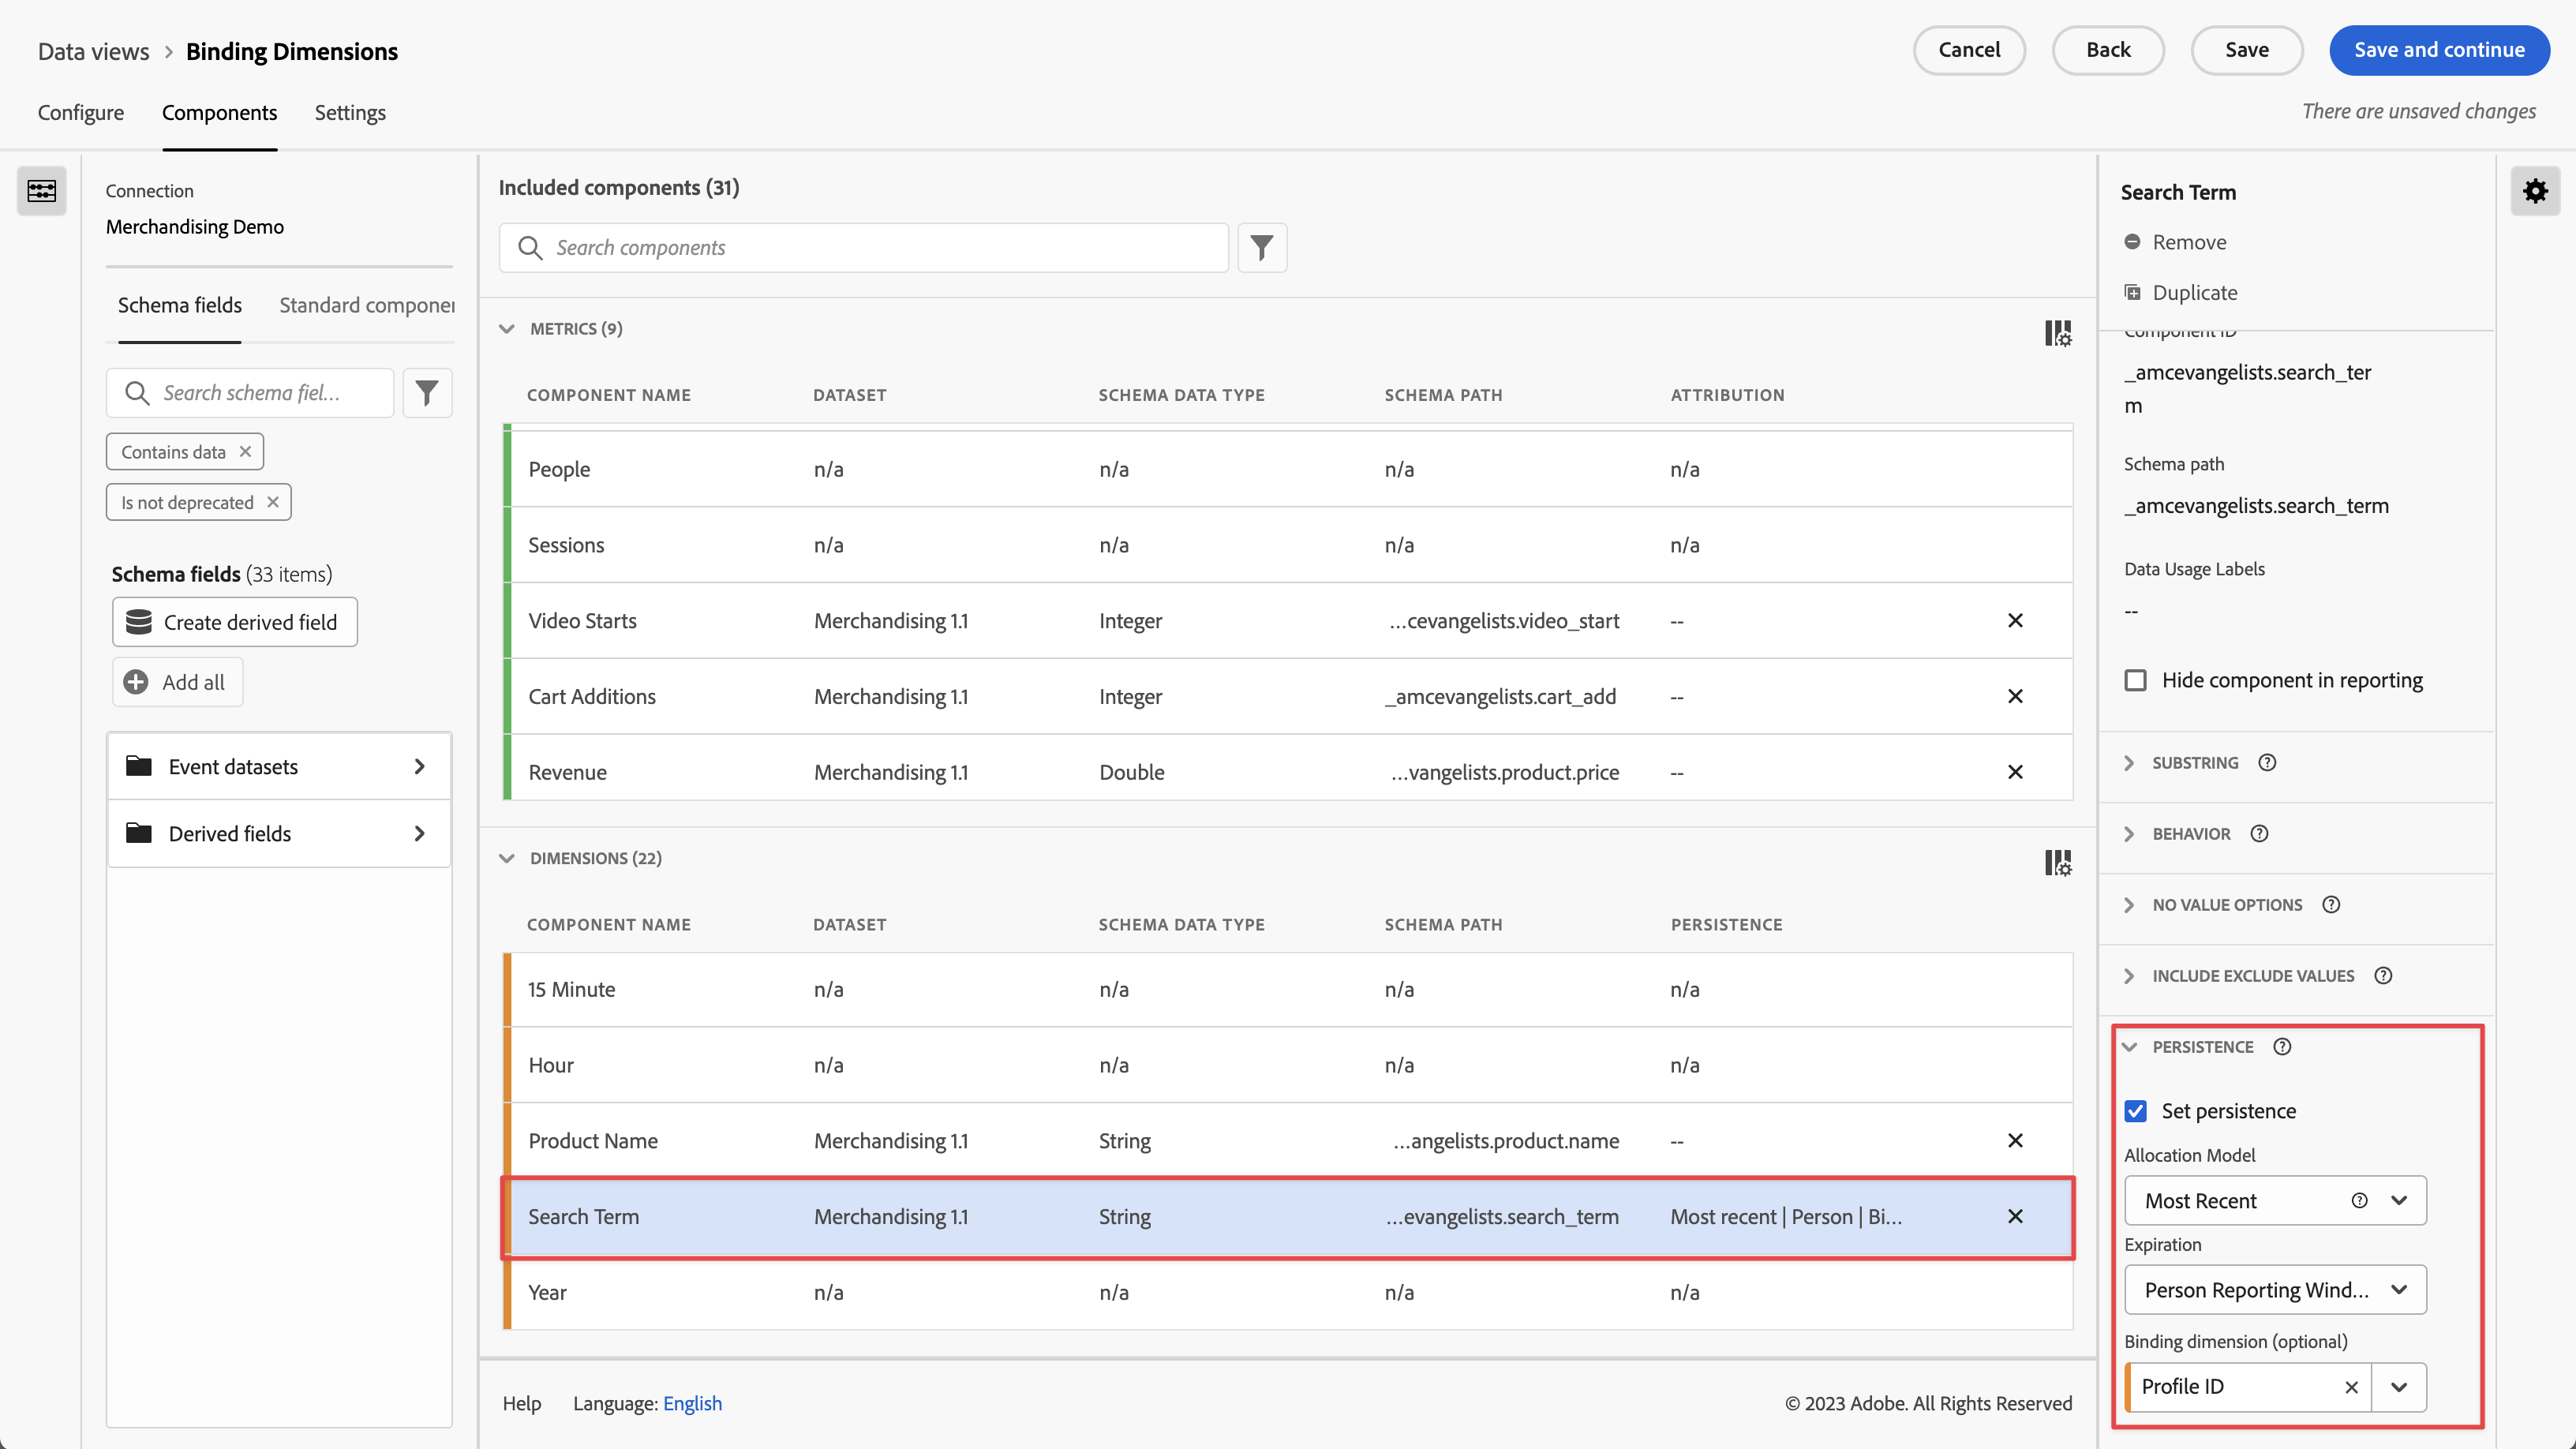 Data views > Binding Dimensions
Cancel
Back
Save
Save and continue
Configure
Components
Settings
There are unsaved changes
Connection
Merchandising Demo
Schema fields
Standard componen
Search schema fiel...
Contains data
Is not deprecated
Schema fields (33 items)
Create derived field
Add all
Event datasets
Derived fields
Included components (31)
Search components
METRICS (9)
COMPONENT NAME DATASET SCHEMA DATA TYPE SCHEMA PATH ATTRIBUTION
People n/a n/a n/a n/a
Sessions n/a n/a n/a n/a
Video Starts Merchandising 1.1 Integer ...cevangelists.video_start --
Cart Additions Merchandising 1.1 Integer _amcevangelists.cart_add --
Revenue Merchandising 1.1 Double ...vangelists.product.price --
DIMENSIONS (22)
COMPONENT NAME DATASET SCHEMA DATA TYPE SCHEMA PATH PERSISTENCE
15 Minute n/a n/a n/a n/a
Hour n/a n/a n/a n/a
Product Name Merchandising 1.1 String ...angelists.product.name --
Search Term Merchandising 1.1 String ...evangelists.search_term Most recent | Person | Bi...
Year n/a n/a n/a n/a
Help
Language: English
© 2023 Adobe. All Rights Reserved
Search Term
Remove
Duplicate
Component ID
_amcevangelists.search_ter
m
Schema path
_amcevangelists.search_term
Data Usage Labels
--
Hide component in reporting
SUBSTRING
BEHAVIOR
NO VALUE OPTIONS
INCLUDE EXCLUDE VALUES
PERSISTENCE
Set persistence
Allocation Model
Most Recent
Expiration
Person Reporting Wind...
Binding dimension (optional)
Profile ID